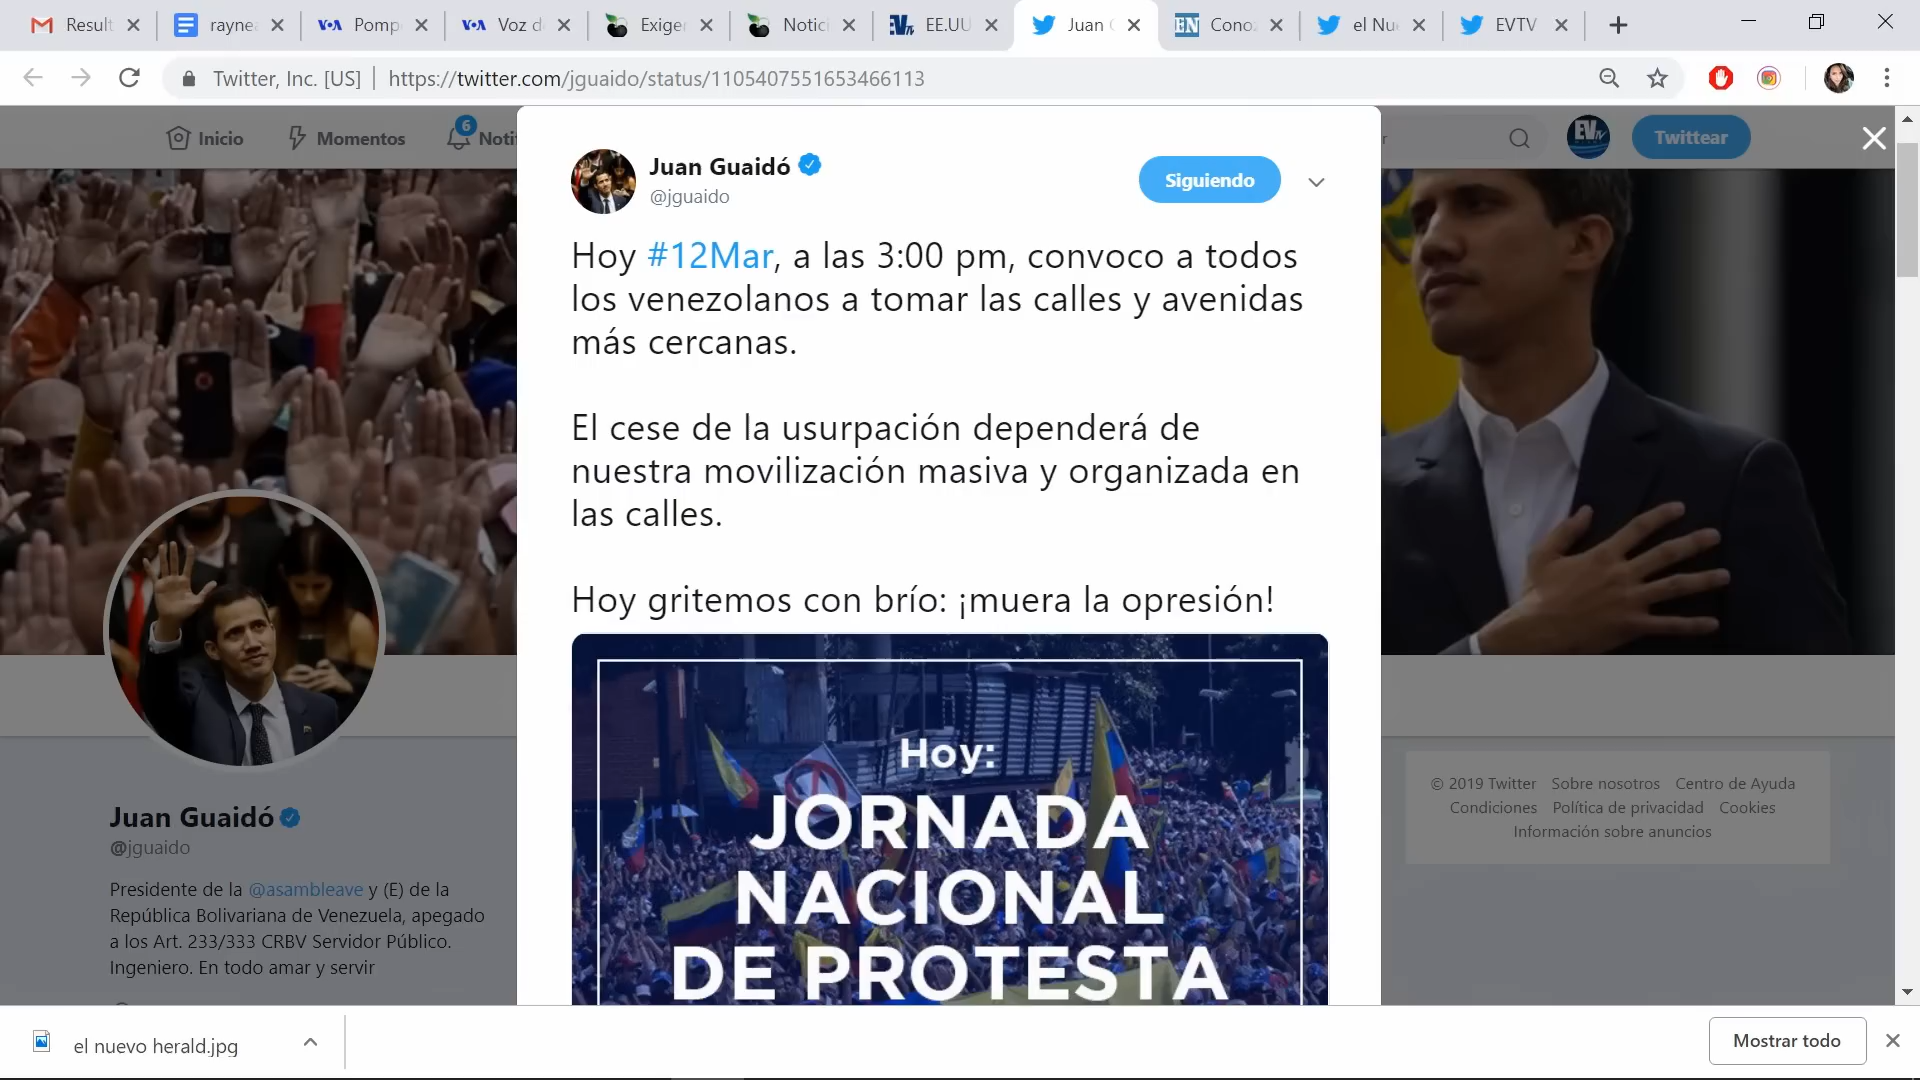 Result
rayne
Pomp
Voz d
Exiger
Notici
EE.UU
Juan
Cono
el Nu
EVTV
Twitter, Inc. [US]
https://twitter.com/jguaido/status/1105407551653466113
Inicio
Momentos
6
Noti
r
Twittear
Juan Guaidó
@jguaido
Siguiendo
Hoy #12Mar, a las 3:00 pm, convoco a todos
los venezolanos a tomar las calles y avenidas
más cercanas.
El cese de la usurpación dependerá de
nuestra movilización masiva y organizada en
las calles.
Hoy gritemos con brío: ¡muera la opresión!
Hoy:
JORNADA
NACIONAL
DE PROTESTA
Juan Guaidó
@jguaido
Presidente de la @asambleave y (E) de la
República Bolivariana de Venezuela, apegado
a los Art. 233/333 CRBV Servidor Público.
Ingeniero. En todo amar y servir
© 2019 Twitter Sobre nosotros Centro de Ayuda
Condiciones Política de privacidad Cookies
Información sobre anuncios
el nuevo herald.jpg
Mostrar todo